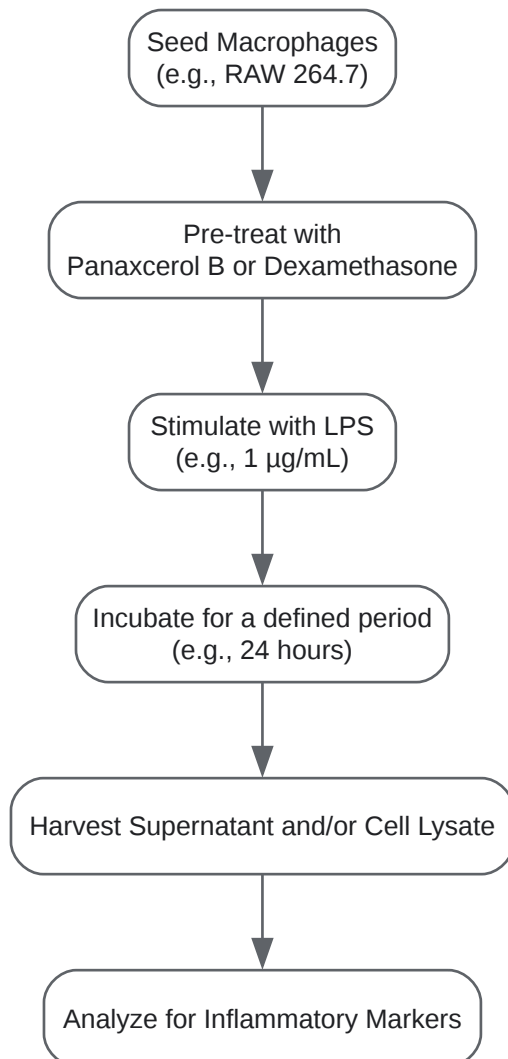 Seed Macrophages
(e.g., RAW 264.7)
Pre-treat with
Panaxcerol B or Dexamethasone
Stimulate with LPS
(e.g., 1 µg/mL)
Incubate for a defined period
(e.g., 24 hours)
Harvest Supernatant and/or Cell Lysate
Analyze for Inflammatory Markers